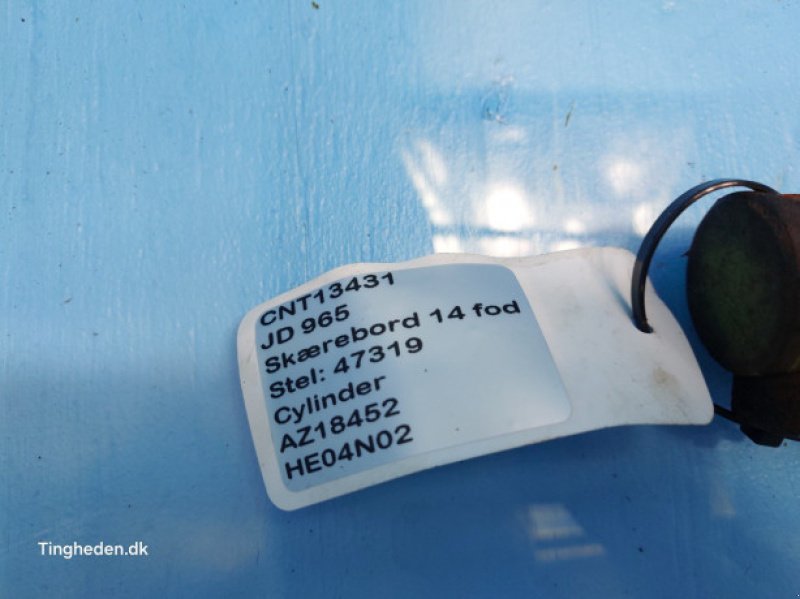 CNT13431
JD 965
Skærebord 14 fod
Stel: 47319
Cylinder
AZ18452
HE04N02
Tingheden.dk